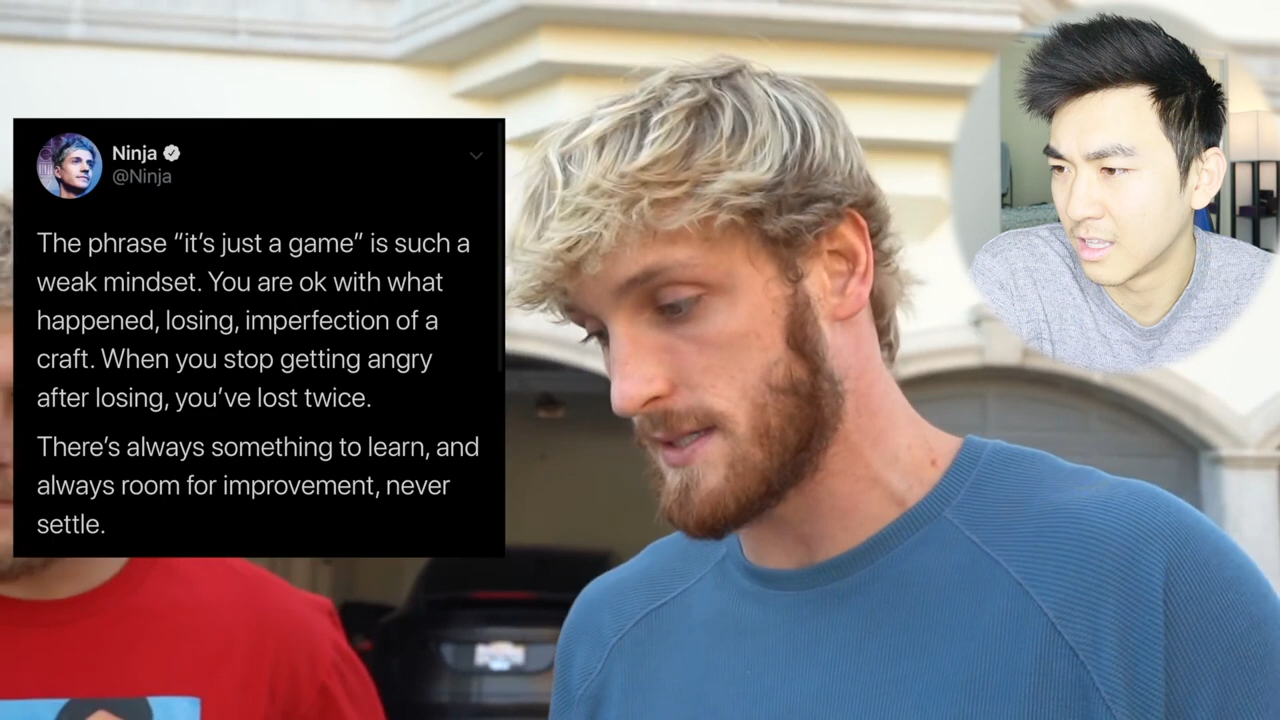 Ninja
@Ninja
The phrase “it’s just a game” is such a
weak mindset. You are ok with what
happened, losing, imperfection of a
craft. When you stop getting angry
after losing, you’ve lost twice.
There’s always something to learn, and
always room for improvement, never
settle.